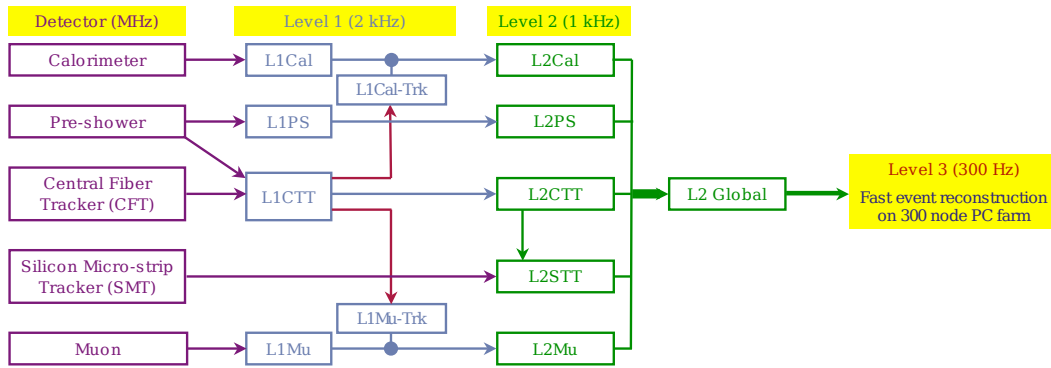 Detector (MHz)
Level 1 (2 kHz)
Level 2 (1 kHz)
Calorimeter
L1Cal
L2Cal
L1Cal-Trk
Pre-shower
L1PS
L2PS
Central Fiber
Tracker (CFT)
L1CTT
L2CTT
L2 Global
Level 3 (300 Hz)
Fast event reconstruction
on 300 node PC farm
Silicon Micro-strip
Tracker (SMT)
L2STT
L1Mu-Trk
Muon
L1Mu
L2Mu